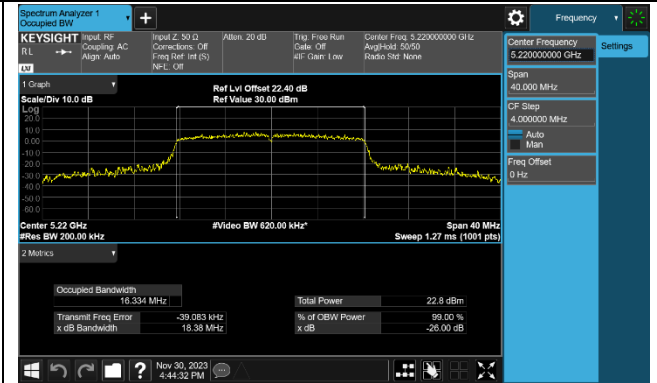 Spectrum Analyzer 1
Occupied BW
Frequency
KEYSIGHT
RL
LXI
Input: RF
Coupling: AC
Align: Auto
Input Z: 50 Ω
Corrections: Off
Freq Ref: Int (S)
NFE: Off
Atten: 20 dB
Trig: Free Run
Gate: Off
#IF Gain: Low
Center Freq: 5.220000000 GHz
Avg|Hold: 50/50
Radio Std: None
Center Frequency
5.220000000 GHz
Settings
Span
40.000 MHz
CF Step
4.000000 MHz
Auto
Man
Freq Offset
0 Hz
1 Graph
Scale/Div 10.0 dB
Ref Lvl Offset 22.40 dB
Ref Value 30.00 dBm
Log
20.0
10.0
0.00
-10.0
-20.0
-30.0
-40.0
-50.0
-60.0
Center 5.22 GHz
#Video BW 620.00 kHz*
Span 40 MHz
#Res BW 200.00 kHz
Sweep 1.27 ms (1001 pts)
2 Metrics
Occupied Bandwidth
16.334 MHz
Total Power 22.8 dBm
Transmit Freq Error -39.083 kHz
% of OBW Power 99.00 %
x dB Bandwidth 18.38 MHz
x dB -26.00 dB
?
Nov 30, 2023
4:44:32 PM